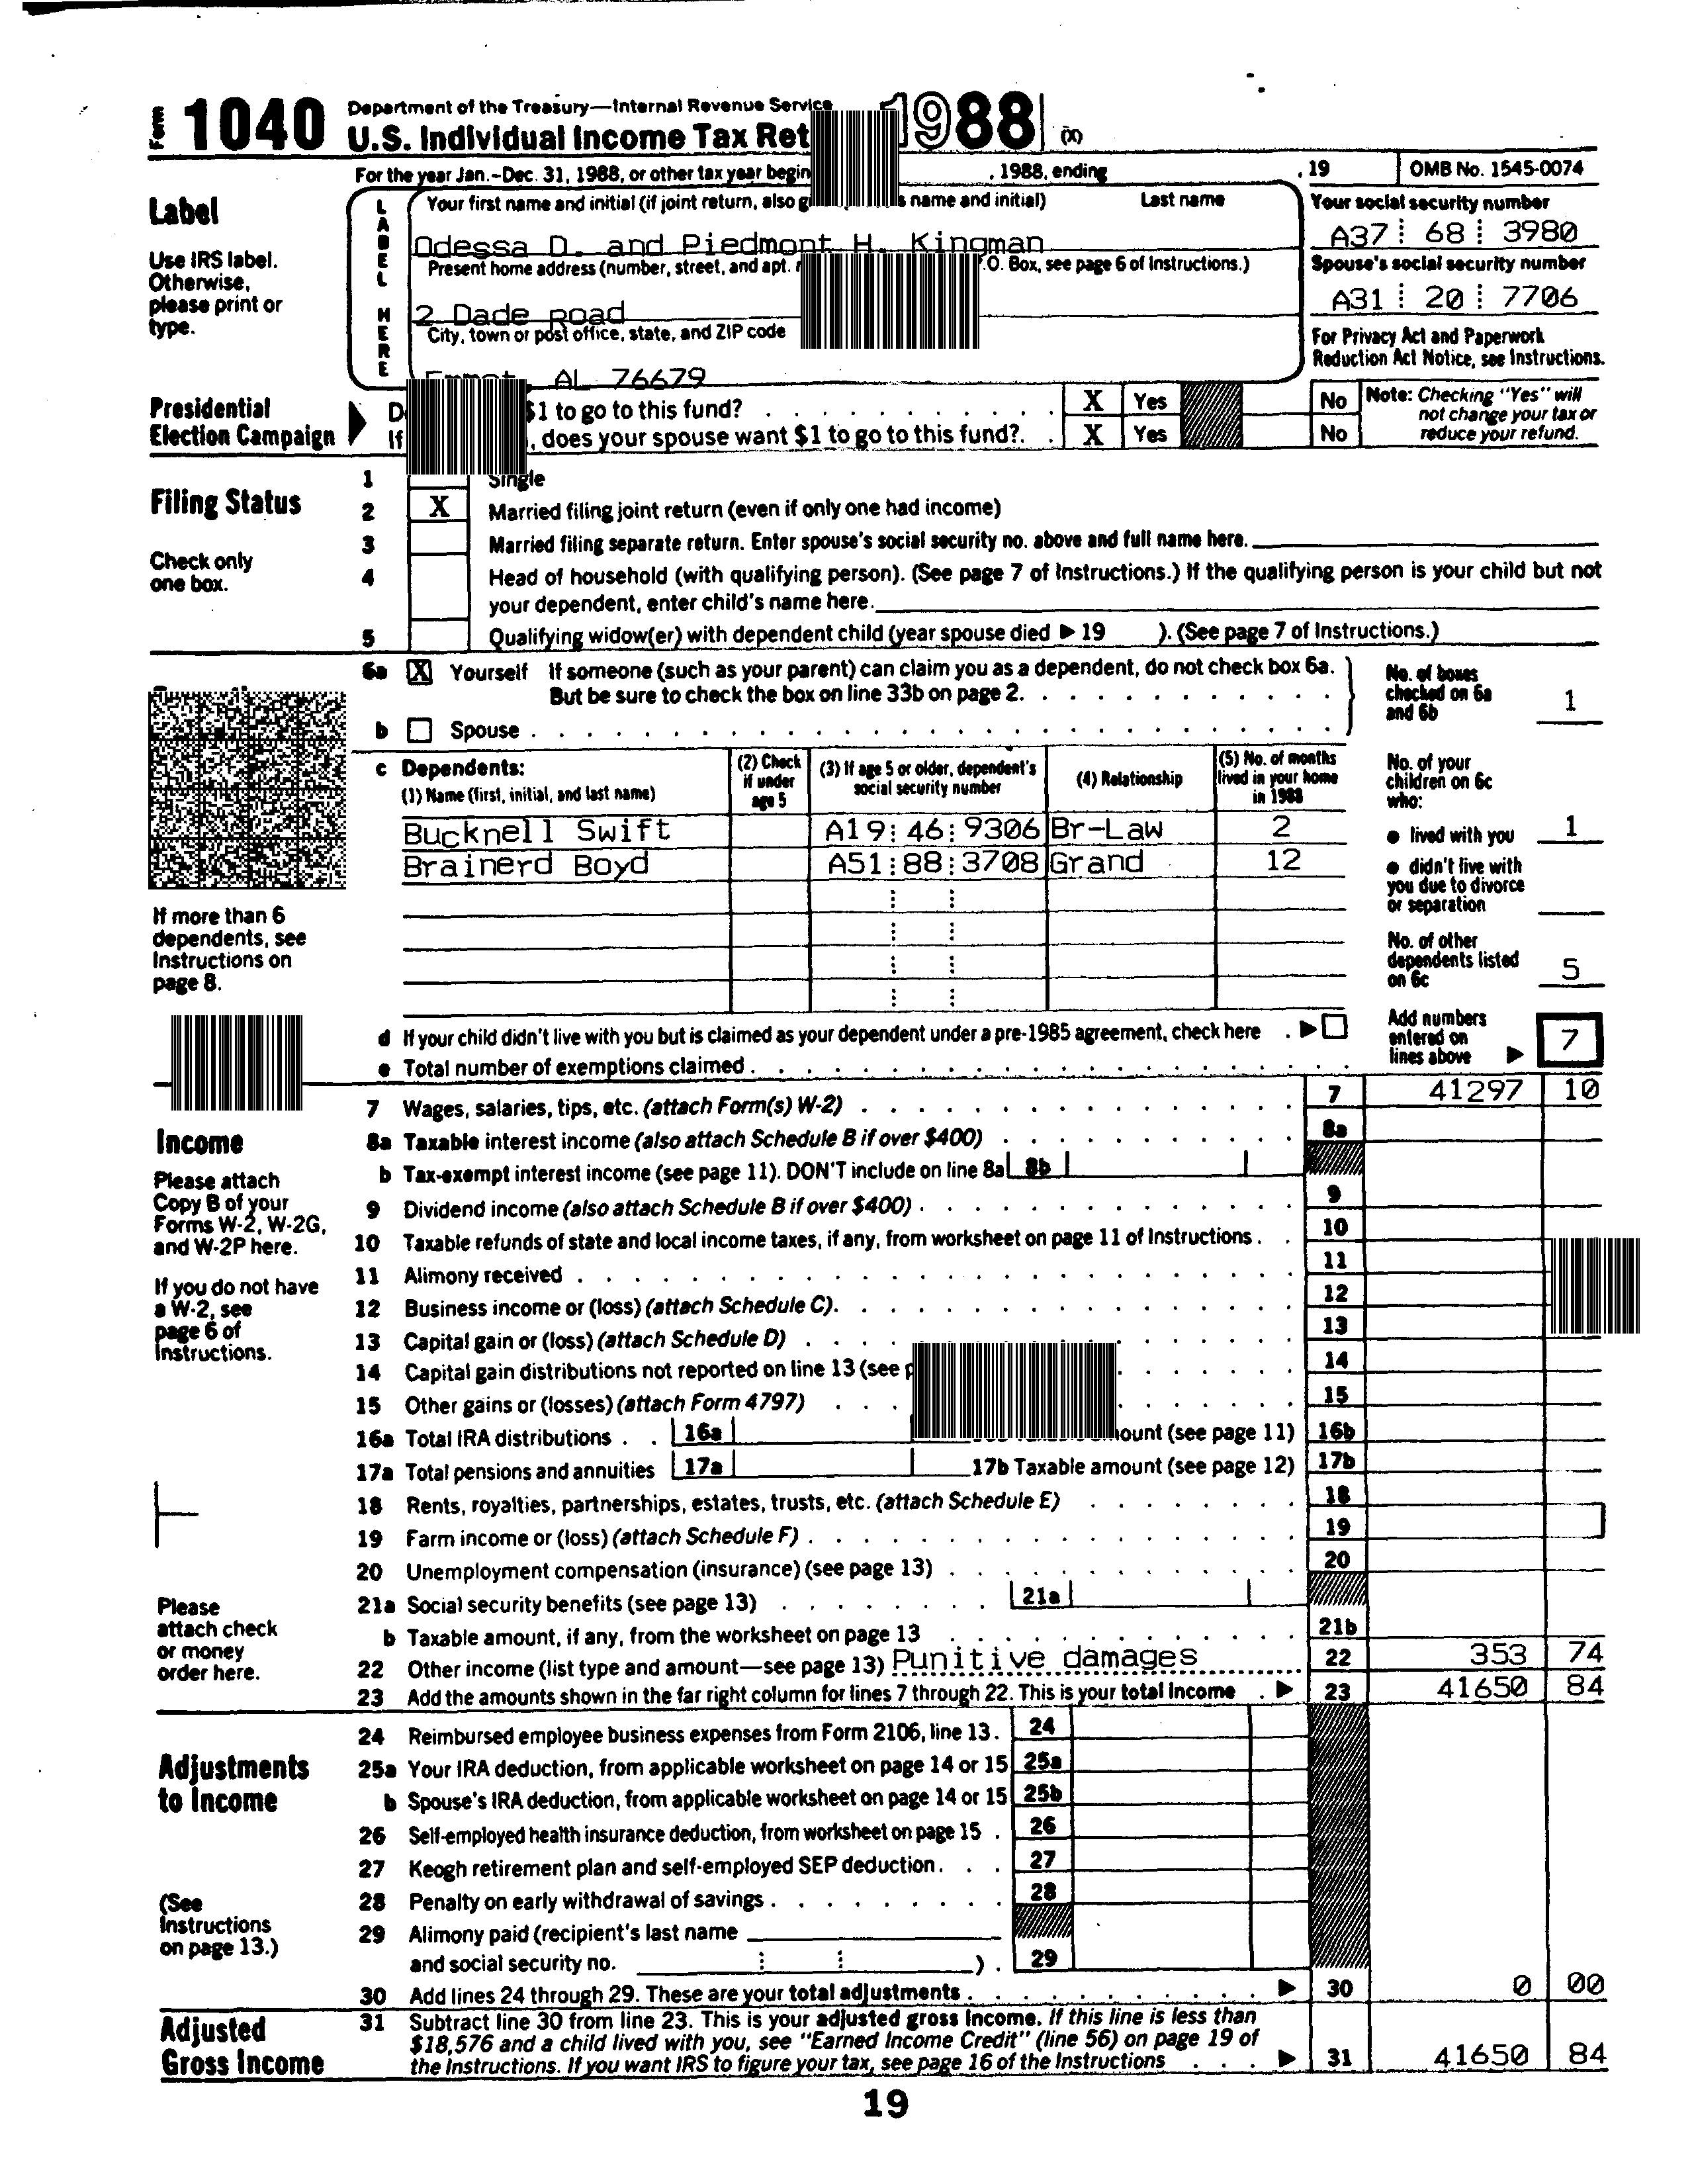 Form 1040 Department of the Treasury—Internal Revenue Service
U.S. Individual Income Tax Ret 1988 (X)
For the year Jan.-Dec. 31, 1988, or other tax year begin , 1988, ending , 19 OMB No. 1545-0074
Label
Use IRS label.
Otherwise,
please print or
type.
LABEL HERE
Your first name and initial (if joint return, also g s name and initial) Last name
Odessa D. and Piedmont H. Kingman
Present home address (number, street, and apt. .O. Box, see page 6 of Instructions.)
2 Dade Road
City, town or post office, state, and ZIP code
AL 76679
Your social security number
A37 68 3980
Spouse's social security number
A31 20 7706
For Privacy Act and Paperwork
Reduction Act Notice, see Instructions.
Presidential
Election Campaign
D $1 to go to this fund? X Yes No
If , does your spouse want $1 to go to this fund? X Yes No
Note: Checking "Yes" will
not change your tax or
reduce your refund.
Filing Status
Check only
one box.
1 Single
2 X Married filing joint return (even if only one had income)
3 Married filing separate return. Enter spouse's social security no. above and full name here.
4 Head of household (with qualifying person). (See page 7 of Instructions.) If the qualifying person is your child but not
your dependent, enter child's name here.
5 Qualifying widow(er) with dependent child (year spouse died ▶ 19 ). (See page 7 of Instructions.)
6a X Yourself If someone (such as your parent) can claim you as a dependent, do not check box 6a.
But be sure to check the box on line 33b on page 2.
b Spouse
No. of boxes
checked on 6a
and 6b 1
c Dependents:
(1) Name (first, initial, and last name)
(2) Check
if under
age 5
(3) If age 5 or older, dependent's
social security number
(4) Relationship
(5) No. of months
lived in your home
in 1988
Bucknell Swift A19 46 9306 Br-Law 2
Brainerd Boyd A51 88 3708 Grand 12
No. of your
children on 6c
who:
● lived with you 1
● didn't live with
you due to divorce
or separation
No. of other
dependents listed
on 6c 5
If more than 6
dependents, see
Instructions on
page 8.
d If your child didn't live with you but is claimed as your dependent under a pre-1985 agreement, check here ▶
e Total number of exemptions claimed
Add numbers
entered on
lines above ▶ 7
Income
Please attach
Copy B of your
Forms W-2, W-2G,
and W-2P here.
If you do not have
a W-2, see
page 6 of
Instructions.
Please
attach check
or money
order here.
7 Wages, salaries, tips, etc. (attach Form(s) W-2) 7 41297 10
8a Taxable interest income (also attach Schedule B if over $400) 8a
b Tax-exempt interest income (see page 11). DON'T include on line 8a 8b
9 Dividend income (also attach Schedule B if over $400) 9
10 Taxable refunds of state and local income taxes, if any, from worksheet on page 11 of Instructions 10
11 Alimony received 11
12 Business income or (loss) (attach Schedule C) 12
13 Capital gain or (loss) (attach Schedule D) 13
14 Capital gain distributions not reported on line 13 (see p 14
15 Other gains or (losses) (attach Form 4797) 15
16a Total IRA distributions 16a ount (see page 11) 16b
17a Total pensions and annuities 17a 17b Taxable amount (see page 12) 17b
18 Rents, royalties, partnerships, estates, trusts, etc. (attach Schedule E) 18
19 Farm income or (loss) (attach Schedule F) 19
20 Unemployment compensation (insurance) (see page 13) 20
21a Social security benefits (see page 13) 21a
b Taxable amount, if any, from the worksheet on page 13 21b
22 Other income (list type and amount—see page 13) Punitive damages 22 353 74
23 Add the amounts shown in the far right column for lines 7 through 22. This is your total income ▶ 23 41650 84
Adjustments
to Income
(See
Instructions
on page 13.)
24 Reimbursed employee business expenses from Form 2106, line 13. 24
25a Your IRA deduction, from applicable worksheet on page 14 or 15 25a
b Spouse's IRA deduction, from applicable worksheet on page 14 or 15 25b
26 Self-employed health insurance deduction, from worksheet on page 15 26
27 Keogh retirement plan and self-employed SEP deduction 27
28 Penalty on early withdrawal of savings 28
29 Alimony paid (recipient's last name
and social security no. ) 29
30 Add lines 24 through 29. These are your total adjustments ▶ 30 0 00
Adjusted
Gross Income
31 Subtract line 30 from line 23. This is your adjusted gross income. If this line is less than
$18,576 and a child lived with you, see "Earned Income Credit" (line 56) on page 19 of
the Instructions. If you want IRS to figure your tax, see page 16 of the Instructions ▶ 31 41650 84
19